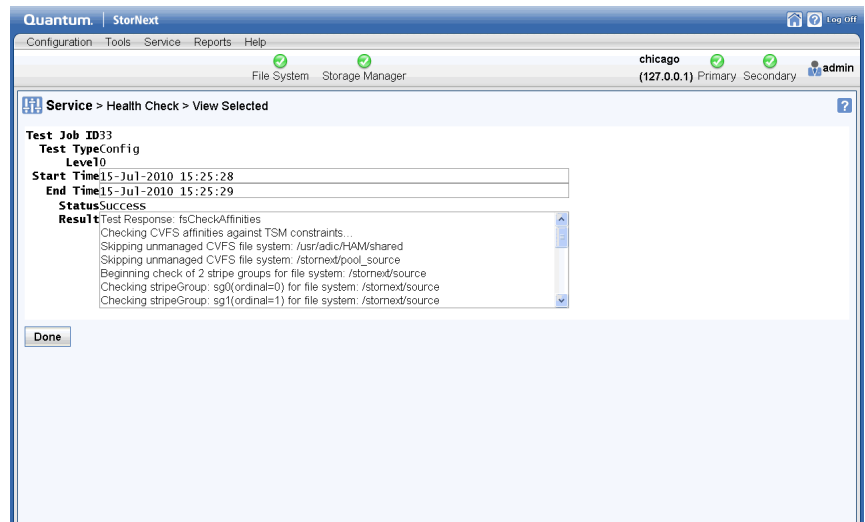 Quantum. StorNext Log Off
Configuration Tools Service Reports Help
File System Storage Manager
chicago
(127.0.0.1) Primary Secondary admin
Service > Health Check > View Selected
Test Job ID33
Test TypeConfig
Level0
Start Time15-Jul-2010 15:25:28
End Time15-Jul-2010 15:25:29
StatusSuccess
ResultTest Response: fsCheckAffinities
Checking CVFS affinities against TSM constraints...
Skipping unmanaged CVFS file system: /usr/adic/HAM/shared
Skipping unmanaged CVFS file system: /stornext/pool_source
Beginning check of 2 stripe groups for file system: /stornext/source
Checking stripeGroup: sg0(ordinal=0) for file system: /stornext/source
Checking stripeGroup: sg1(ordinal=1) for file system: /stornext/source
Done